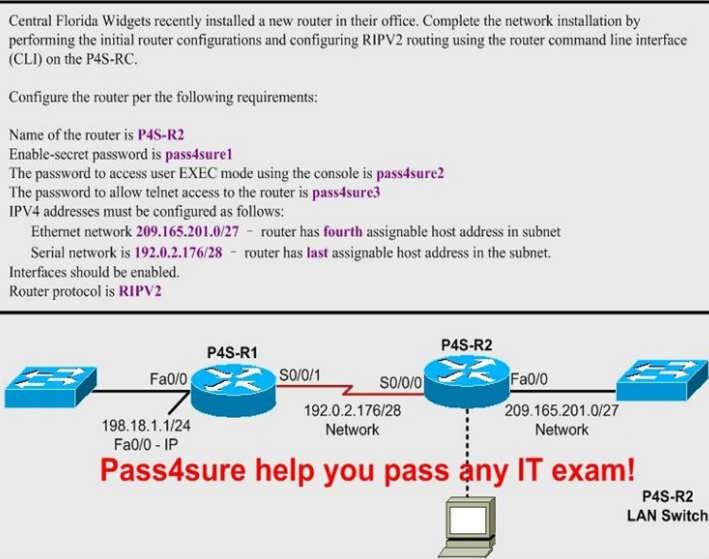 Central Florida Widgets recently installed a new router in their office. Complete the network installation by
performing the initial router configurations and configuring RIPV2 routing using the router command line interface
(CLI) on the P4S-RC.
Configure the router per the following requirements:
Name of the router is P4S-R2
Enable-secret password is pass4sure1
The password to access user EXEC mode using the console is pass4sure2
The password to allow telnet access to the router is pass4sure3
IPV4 addresses must be configured as follows:
Ethernet network 209.165.201.0/27 - router has fourth assignable host address in subnet
Serial network is 192.0.2.176/28 - router has last assignable host address in the subnet.
Interfaces should be enabled.
Router protocol is RIPV2
P4S-R1
P4S-R2
Fa0/0
S0/0/1
S0/0/0
Fa0/0
198.18.1.1/24
Fa0/0 - IP
192.0.2.176/28
Network
209.165.201.0/27
Network
Pass4sure help you pass any IT exam!
P4S-R2
LAN Switch